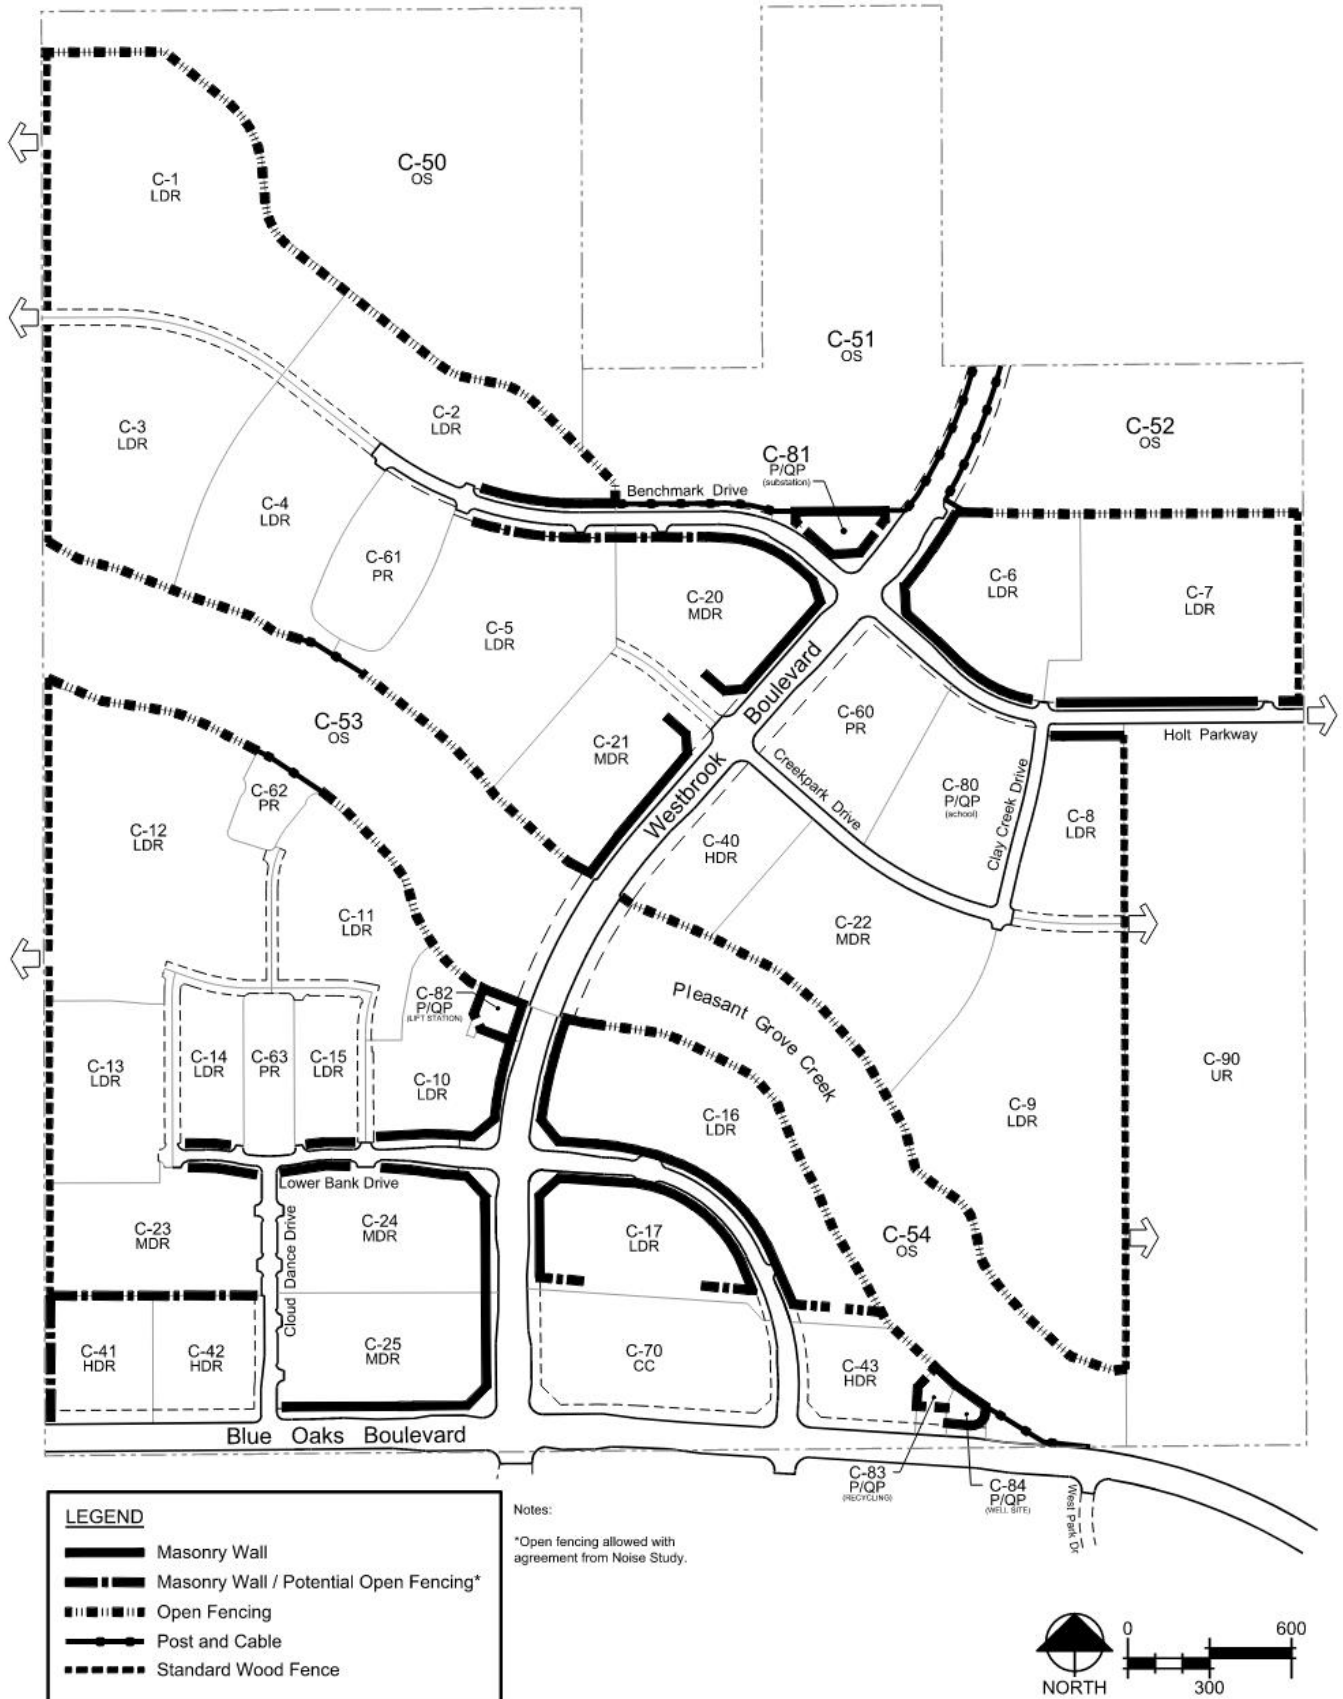 C-50
OS
C-1
LDR
C-51
OS
C-2
LDR
C-3
LDR
C-52
OS
C-81
P/QP
(substation)
Benchmark Drive
C-4
LDR
C-61
PR
C-6
LDR
C-7
LDR
C-20
MDR
C-5
LDR
Westbrook Boulevard
C-53
OS
C-60
PR
Holt Parkway
C-21
MDR
Creekpark Drive
C-80
P/QP
(school)
Clay Creek Drive
C-62
PR
C-8
LDR
C-12
LDR
C-40
HDR
C-11
LDR
C-22
MDR
C-82
P/QP
(LIFT STATION)
Pleasant Grove Creek
C-13
LDR
C-14
LDR
C-63
PR
C-15
LDR
C-10
LDR
C-90
UR
C-16
LDR
C-9
LDR
Lower Bank Drive
C-23
MDR
Cloud Dance Drive
C-24
MDR
C-17
LDR
C-54
OS
C-41
HDR
C-42
HDR
C-25
MDR
C-70
CC
C-43
HDR
Blue Oaks Boulevard
C-83
P/QP
(RECYCLING)
C-84
P/QP
(WELL SITE)
West Park Dr
LEGEND
Masonry Wall
Masonry Wall / Potential Open Fencing*
Open Fencing
Post and Cable
Standard Wood Fence
Notes:
*Open fencing allowed with
agreement from Noise Study.
NORTH
0
600
300